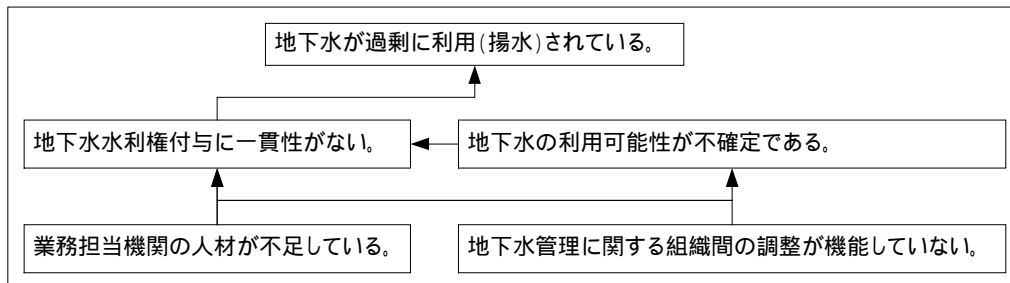 地下水が過剰に利用(揚水)されている。
地下水水利権付与に一貫性がない。
地下水の利用可能性が不確定である。
業務担当機関の人材が不足している。
地下水管理に関する組織間の調整が機能していない。